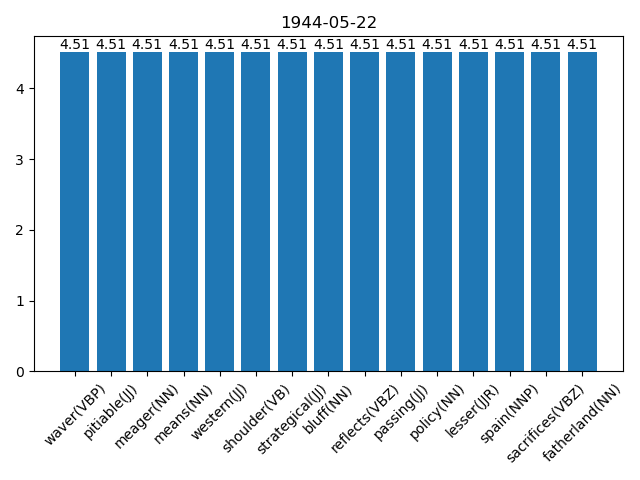 1944-05-22
4.51 4.51 4.51 4.51 4.51 4.51 4.51 4.51 4.51 4.51 4.51 4.51 4.51 4.51 4.51
4
3
2
1
0
waver(VBP)
pitiable(JJ)
meager(NN)
means(NN)
western(JJ)
shoulder(VB)
strategical(JJ)
bluff(NN)
reflects(VBZ)
passing(JJ)
policy(NN)
lesser(JJR)
spain(NNP)
sacrifices(VBZ)
fatherland(NN)